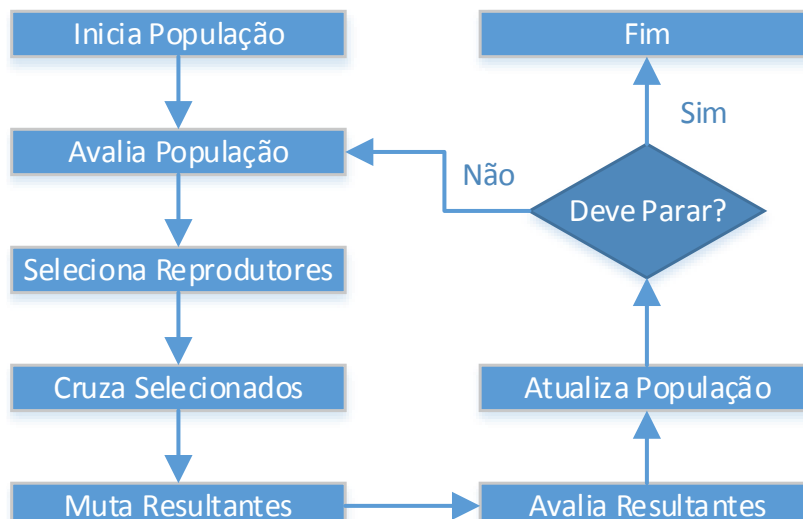 Inicia População
Fim
Sim
Avalia População
Não
Deve Parar?
Seleciona Reprodutores
Cruza Selecionados
Atualiza População
Muta Resultantes
Avalia Resultantes